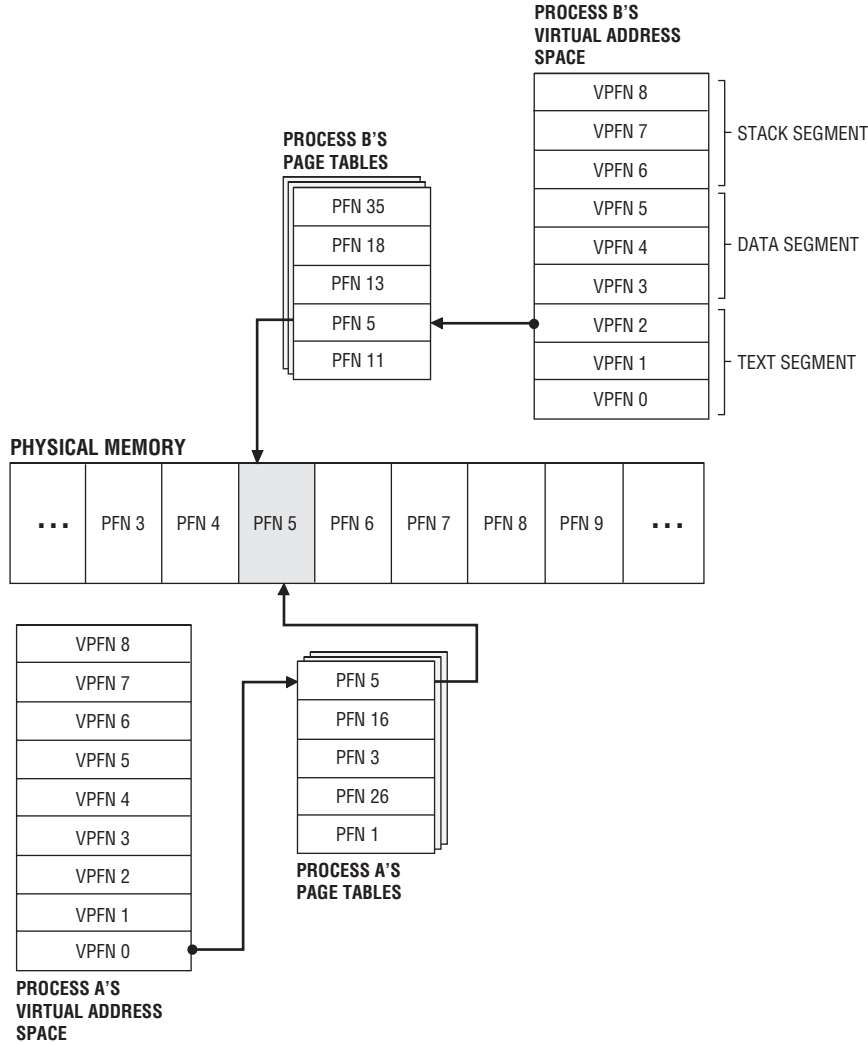 PROCESS B’S
VIRTUAL ADDRESS
SPACE
VPFN 8
VPFN 7
VPFN 6
VPFN 5
VPFN 4
VPFN 3
VPFN 2
VPFN 1
VPFN 0
STACK SEGMENT
DATA SEGMENT
TEXT SEGMENT
PROCESS B’S
PAGE TABLES
PFN 35
PFN 18
PFN 13
PFN 5
PFN 11
PHYSICAL MEMORY
... PFN 3 PFN 4 PFN 5 PFN 6 PFN 7 PFN 8 PFN 9 ...
VPFN 8
VPFN 7
VPFN 6
VPFN 5
VPFN 4
VPFN 3
VPFN 2
VPFN 1
VPFN 0
PROCESS A’S
VIRTUAL ADDRESS
SPACE
PFN 5
PFN 16
PFN 3
PFN 26
PFN 1
PROCESS A’S
PAGE TABLES